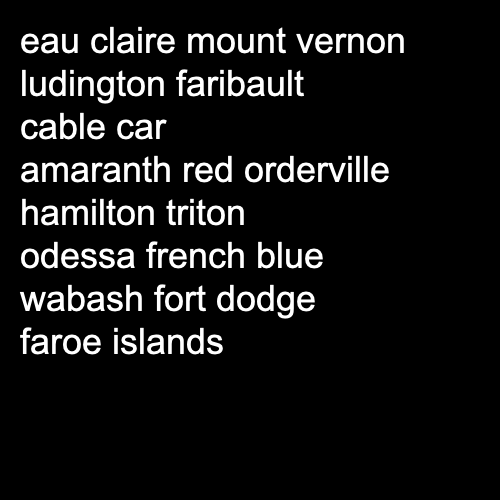 eau claire mount vernon
ludington faribault
cable car
amaranth red orderville
hamilton triton
odessa french blue
wabash fort dodge
faroe islands